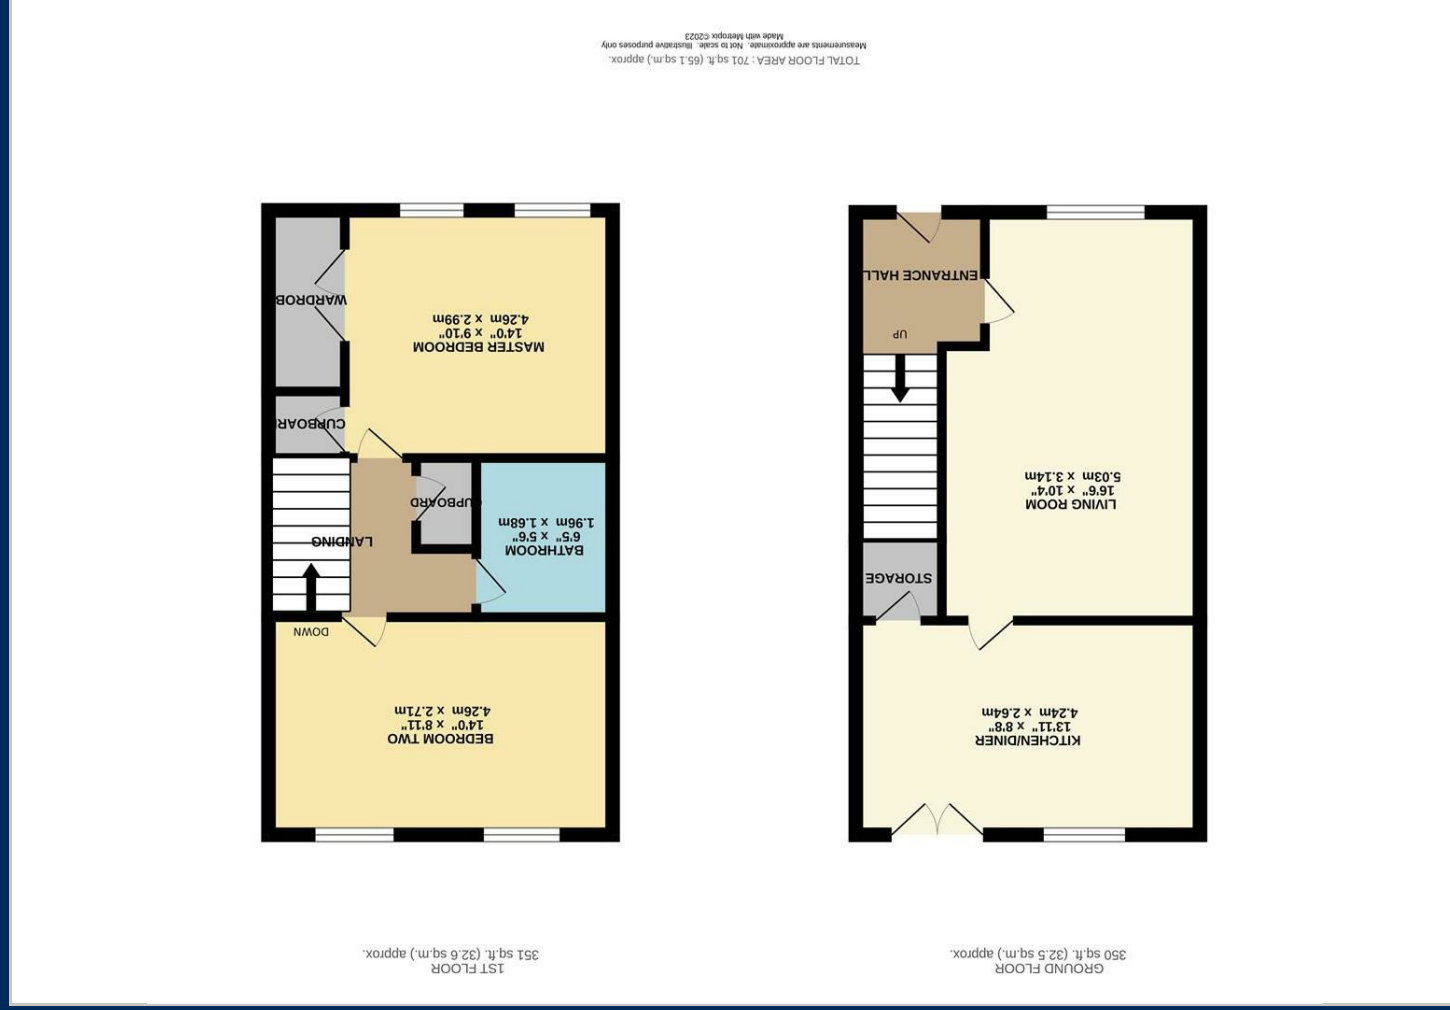 GROUND FLOOR
350 sq.ft. (32.5 sq.m.) approx.
1ST FLOOR
351 sq.ft. (32.6 sq.m.) approx.
KITCHEN/DINER
13'11" x 8'8"
4.24m x 2.64m
STORAGE
LIVING ROOM
16'6" x 10'4"
5.03m x 3.14m
UP
ENTRANCE HALL
BEDROOM TWO
14'0" x 8'11"
4.26m x 2.71m
DOWN
BATHROOM
6'5" x 5'6"
1.96m x 1.68m
LANDING
CUPBOARD
CUPBOARD
MASTER BEDROOM
14'0" x 9'10"
4.26m x 2.99m
WARDROB
TOTAL FLOOR AREA : 701 sq.ft. (65.1 sq.m.) approx.
Measurements are approximate. Not to scale. Illustrative purposes only
Made with Metropix ©2023